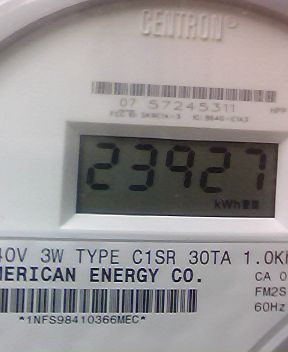 CENTRON®
07 57245311
23927
kWh
40V 3W TYPE C1SR 30TA 1.0Kh
MERICAN ENERGY CO.
CA 0
FM2S
60Hz
*1NFS98410366MEC*